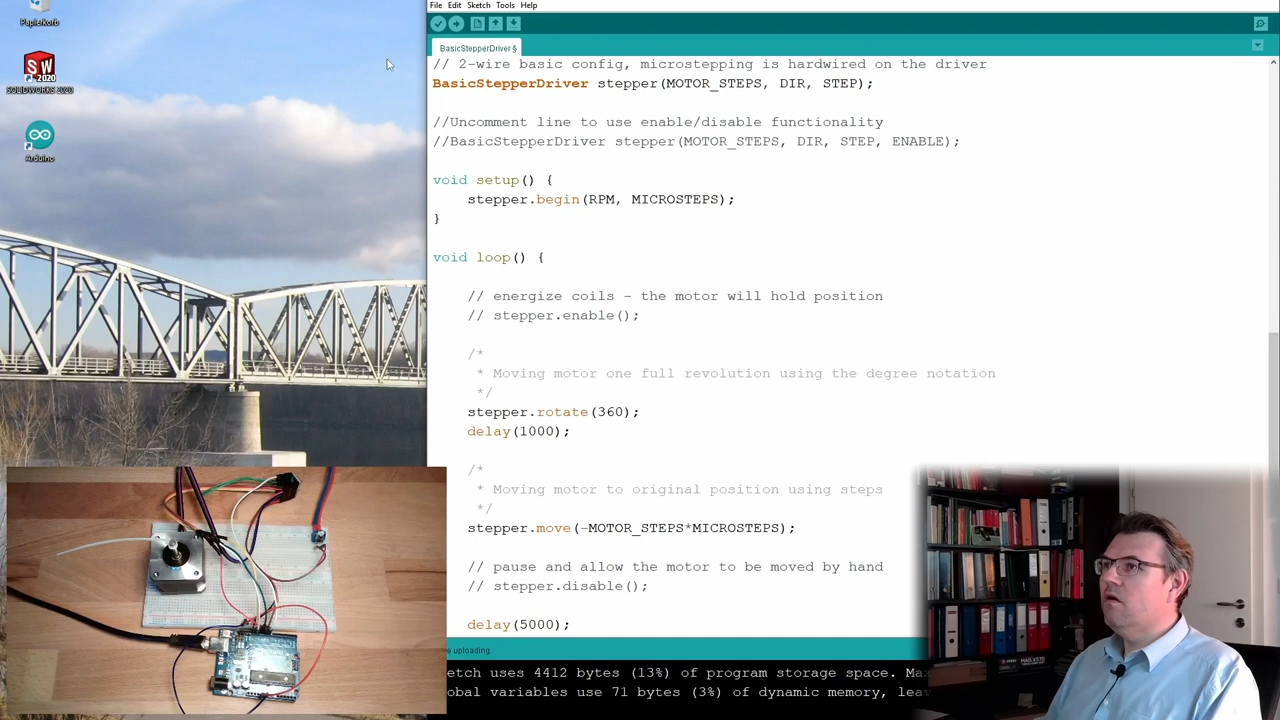 File Edit Sketch Tools Help
Papierkorb
BasicStepperDriver §
// 2-wire basic config, microstepping is hardwired on the driver
BasicStepperDriver stepper(MOTOR_STEPS, DIR, STEP);
SW
2020
SOLIDWORKS 2020
//Uncomment line to use enable/disable functionality
//BasicStepperDriver stepper(MOTOR_STEPS, DIR, STEP, ENABLE);
Arduino
void setup() {
stepper.begin(RPM, MICROSTEPS);
}
void loop() {
// energize coils - the motor will hold position
// stepper.enable();
/*
* Moving motor one full revolution using the degree notation
*/
stepper.rotate(360);
delay(1000);
/*
* Moving motor to original position using steps
*/
stepper.move(-MOTOR_STEPS*MICROSTEPS);
// pause and allow the motor to be moved by hand
// stepper.disable();
delay(5000);
e uploading.
etch uses 4412 bytes (13%) of program storage space. Max
obal variables use 71 bytes (3%) of dynamic memory, leav